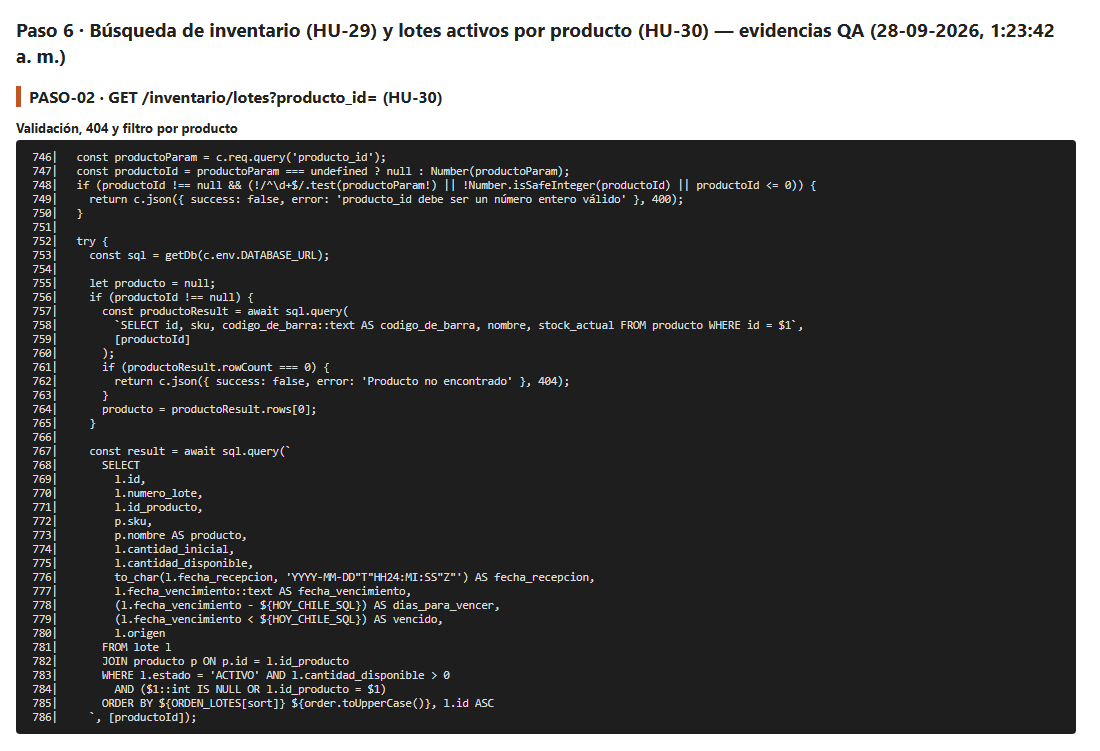 Paso 6 · Búsqueda de inventario (HU-29) y lotes activos por producto (HU-30) — evidencias QA (28-09-2026, 1:23:42
a. m.)
PASO-02 · GET /inventario/lotes?producto_id= (HU-30)
Validación, 404 y filtro por producto
746|   const productoParam = c.req.query('producto_id');
747|   const productoId = productoParam === undefined ? null : Number(productoParam);
748|   if (productoId !== null && (!/^\d+$/.test(productoParam!) || !Number.isSafeInteger(productoId) || productoId <= 0)) {
749|     return c.json({ success: false, error: 'producto_id debe ser un número entero válido' }, 400);
750|   }
751|
752|   try {
753|     const sql = getDb(c.env.DATABASE_URL);
754|
755|     let producto = null;
756|     if (productoId !== null) {
757|       const productoResult = await sql.query(
758|         `SELECT id, sku, codigo_de_barra::text AS codigo_de_barra, nombre, stock_actual FROM producto WHERE id = $1`,
759|         [productoId]
760|       );
761|       if (productoResult.rowCount === 0) {
762|         return c.json({ success: false, error: 'Producto no encontrado' }, 404);
763|       }
764|       producto = productoResult.rows[0];
765|     }
766|
767|     const result = await sql.query(`
768|       SELECT
769|         l.id,
770|         l.numero_lote,
771|         l.id_producto,
772|         p.sku,
773|         p.nombre AS producto,
774|         l.cantidad_inicial,
775|         l.cantidad_disponible,
776|         to_char(l.fecha_recepcion, 'YYYY-MM-DD"T"HH24:MI:SS"Z"') AS fecha_recepcion,
777|         l.fecha_vencimiento::text AS fecha_vencimiento,
778|         (l.fecha_vencimiento - ${HOY_CHILE_SQL}) AS dias_para_vencer,
779|         (l.fecha_vencimiento < ${HOY_CHILE_SQL}) AS vencido,
780|         l.origen
781|       FROM lote l
782|       JOIN producto p ON p.id = l.id_producto
783|       WHERE l.estado = 'ACTIVO' AND l.cantidad_disponible > 0
784|         AND ($1::int IS NULL OR l.id_producto = $1)
785|       ORDER BY ${ORDEN_LOTES[sort]} ${order.toUpperCase()}, l.id ASC
786|     `, [productoId]);